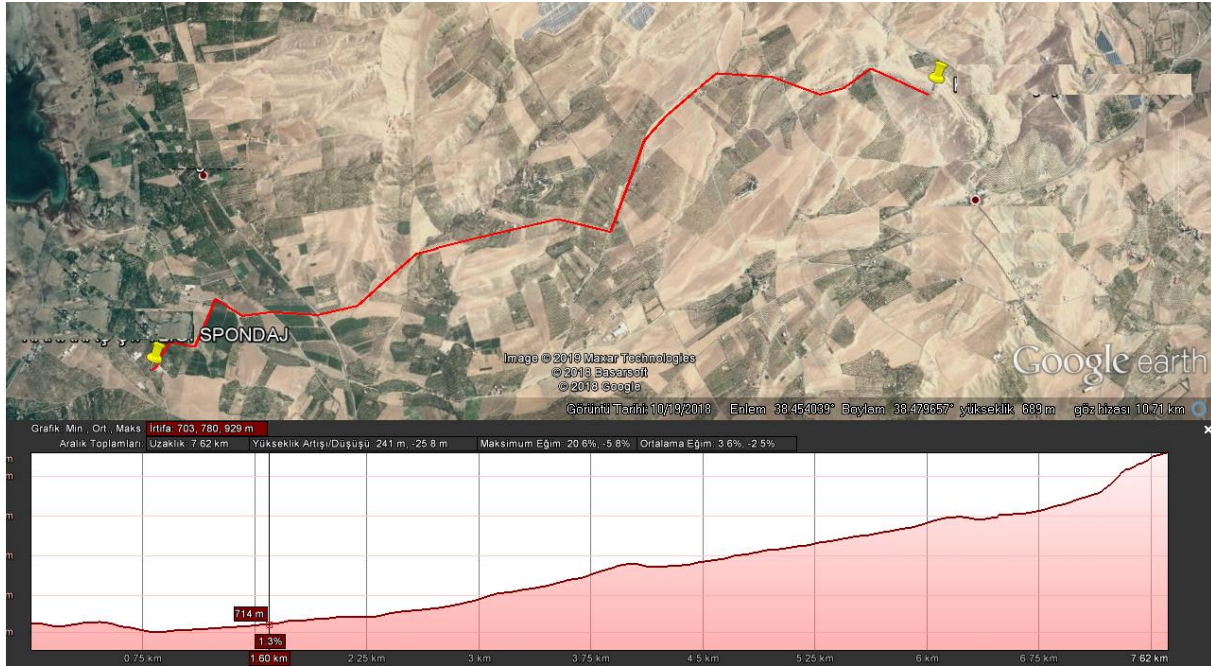 SPONDAJ
Image © 2019 Maxar Technologies
© 2018 Basarsoft
© 2018 Google
Google earth
Görüntü Tarihi: 10/19/2018 Enlem 38.454039° Boylam 38.479657° yükseklik 689 m göz hizası 10.71 km
Grafik: Min., Ort., Maks İrtifa: 703, 780, 929 m
Aralık Toplamları: Uzaklık: 7.62 km Yükseklik Artışı/Düşüşü: 241 m, -25.8 m Maksimum Eğim: 20.6%, -5.8% Ortalama Eğim: 3.6%, -2.5%
m
m
m
m
m
m
714 m
1.3%
0.75 km 1.60 km 2.25 km 3 km 3.75 km 4.5 km 5.25 km 6 km 6.75 km 7.62 km